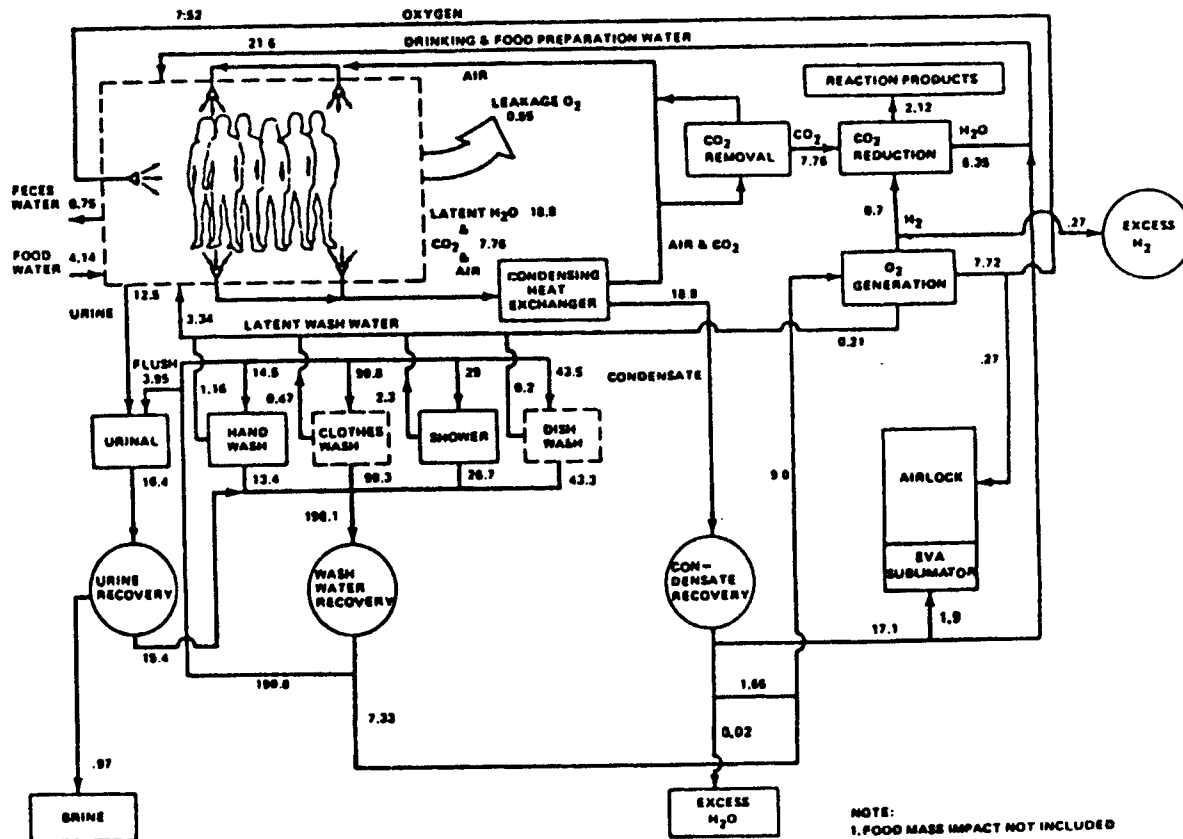 7.52
OXYGEN
21 6
DRINKING & FOOD PREPARATION WATER
AIR
REACTION PRODUCTS
2.12
LEAKAGE O2
CO2
REMOVAL
CO2
7.76
CO2
REDUCTION
H2O
6.35
FECES
WATER
0.75
FOOD
WATER
4.14
LATENT H2O 18.8
&
CO2 7.76
&
AIR
AIR & CO2
0.7
H2
.27
EXCESS
H2
CONDENSING
HEAT
EXCHANGER
18.8
O2
GENERATION
7.72
0.21
.27
12.5
URINE
3.34
LATENT WASH WATER
FLUSH
3.95
1.16
14.5
0.47
90.8
2.3
29
0.2
43.5
CONDENSATE
URINAL
HAND
WASH
CLOTHES
WASH
SHOWER
DISH
WASH
16.4
13.4
90.3
26.7
43.3
9 0
AIRLOCK
EVA
SUBLIMATOR
198.1
URINE
RECOVERY
WASH
WATER
RECOVERY
CON-
DENSATE
RECOVERY
17.1
1.9
15.4
190.8
1.66
7.33
0.02
.97
BRINE
EXCESS
H2O
NOTE:
1. FOOD MASS IMPACT NOT INCLUDED